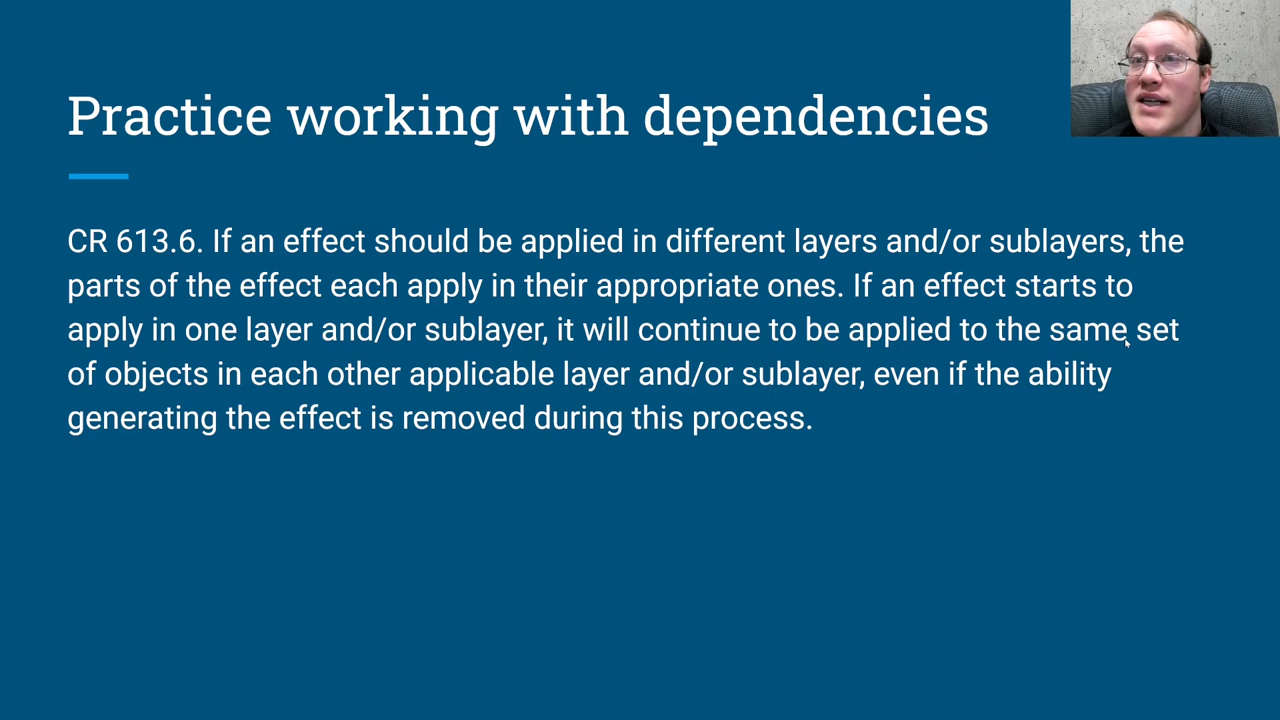 Practice working with dependencies
CR 613.6. If an effect should be applied in different layers and/or sublayers, the
parts of the effect each apply in their appropriate ones. If an effect starts to
apply in one layer and/or sublayer, it will continue to be applied to the same set
of objects in each other applicable layer and/or sublayer, even if the ability
generating the effect is removed during this process.